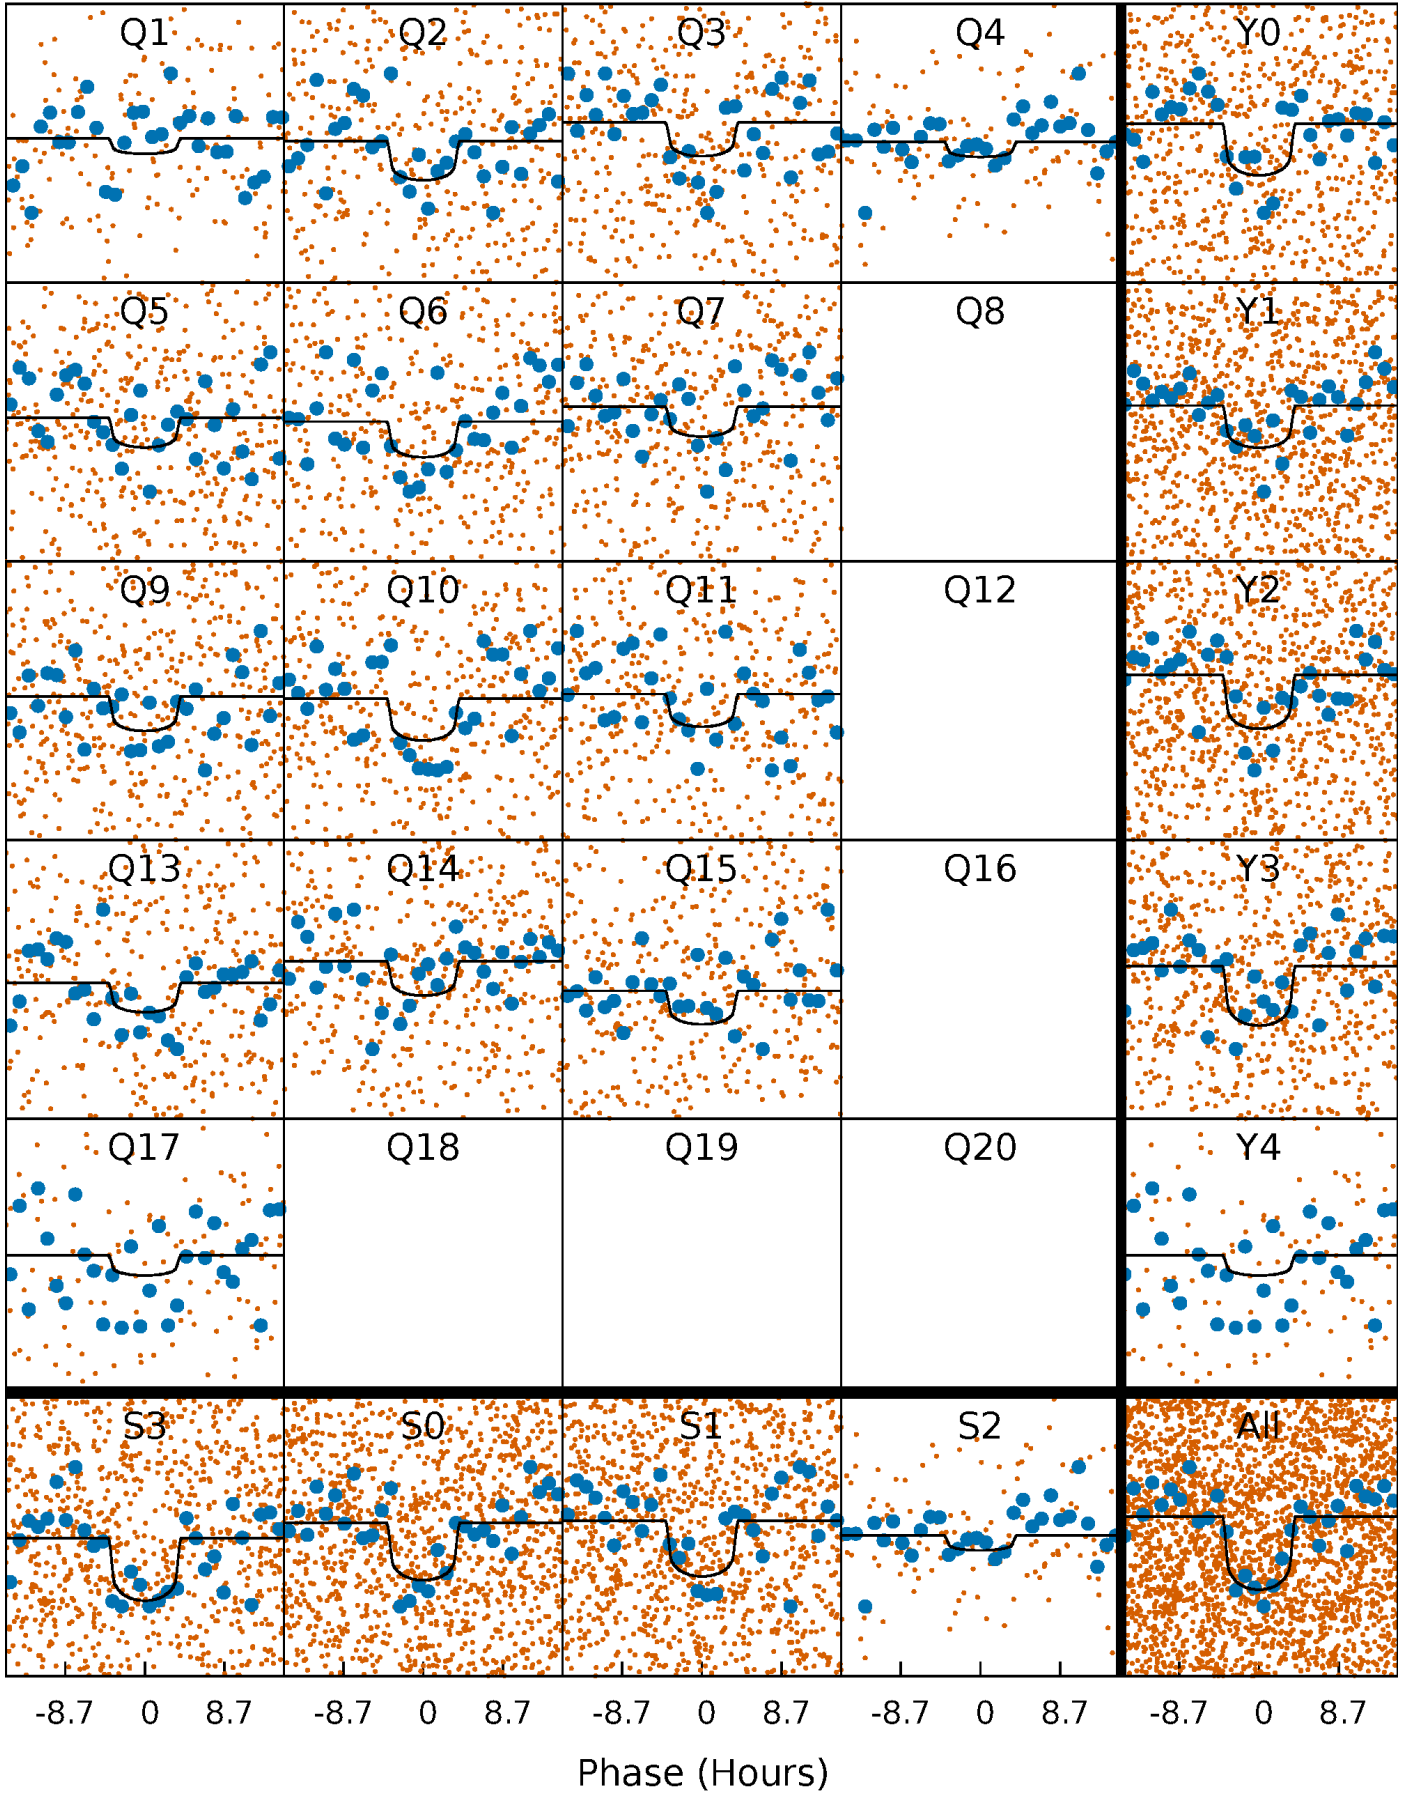 Q1 Q2 Q3 Q4 Y0
Q5 Q6 Q7 Q8 Y1
Q9 Q10 Q11 Q12 Y2
Q13 Q14 Q15 Q16 Y3
Q17 Q18 Q19 Q20 Y4
S3 S0 S1 S2 All
-8.7 0 8.7 -8.7 0 8.7 -8.7 0 8.7 -8.7 0 8.7 -8.7 0 8.7
Phase (Hours)